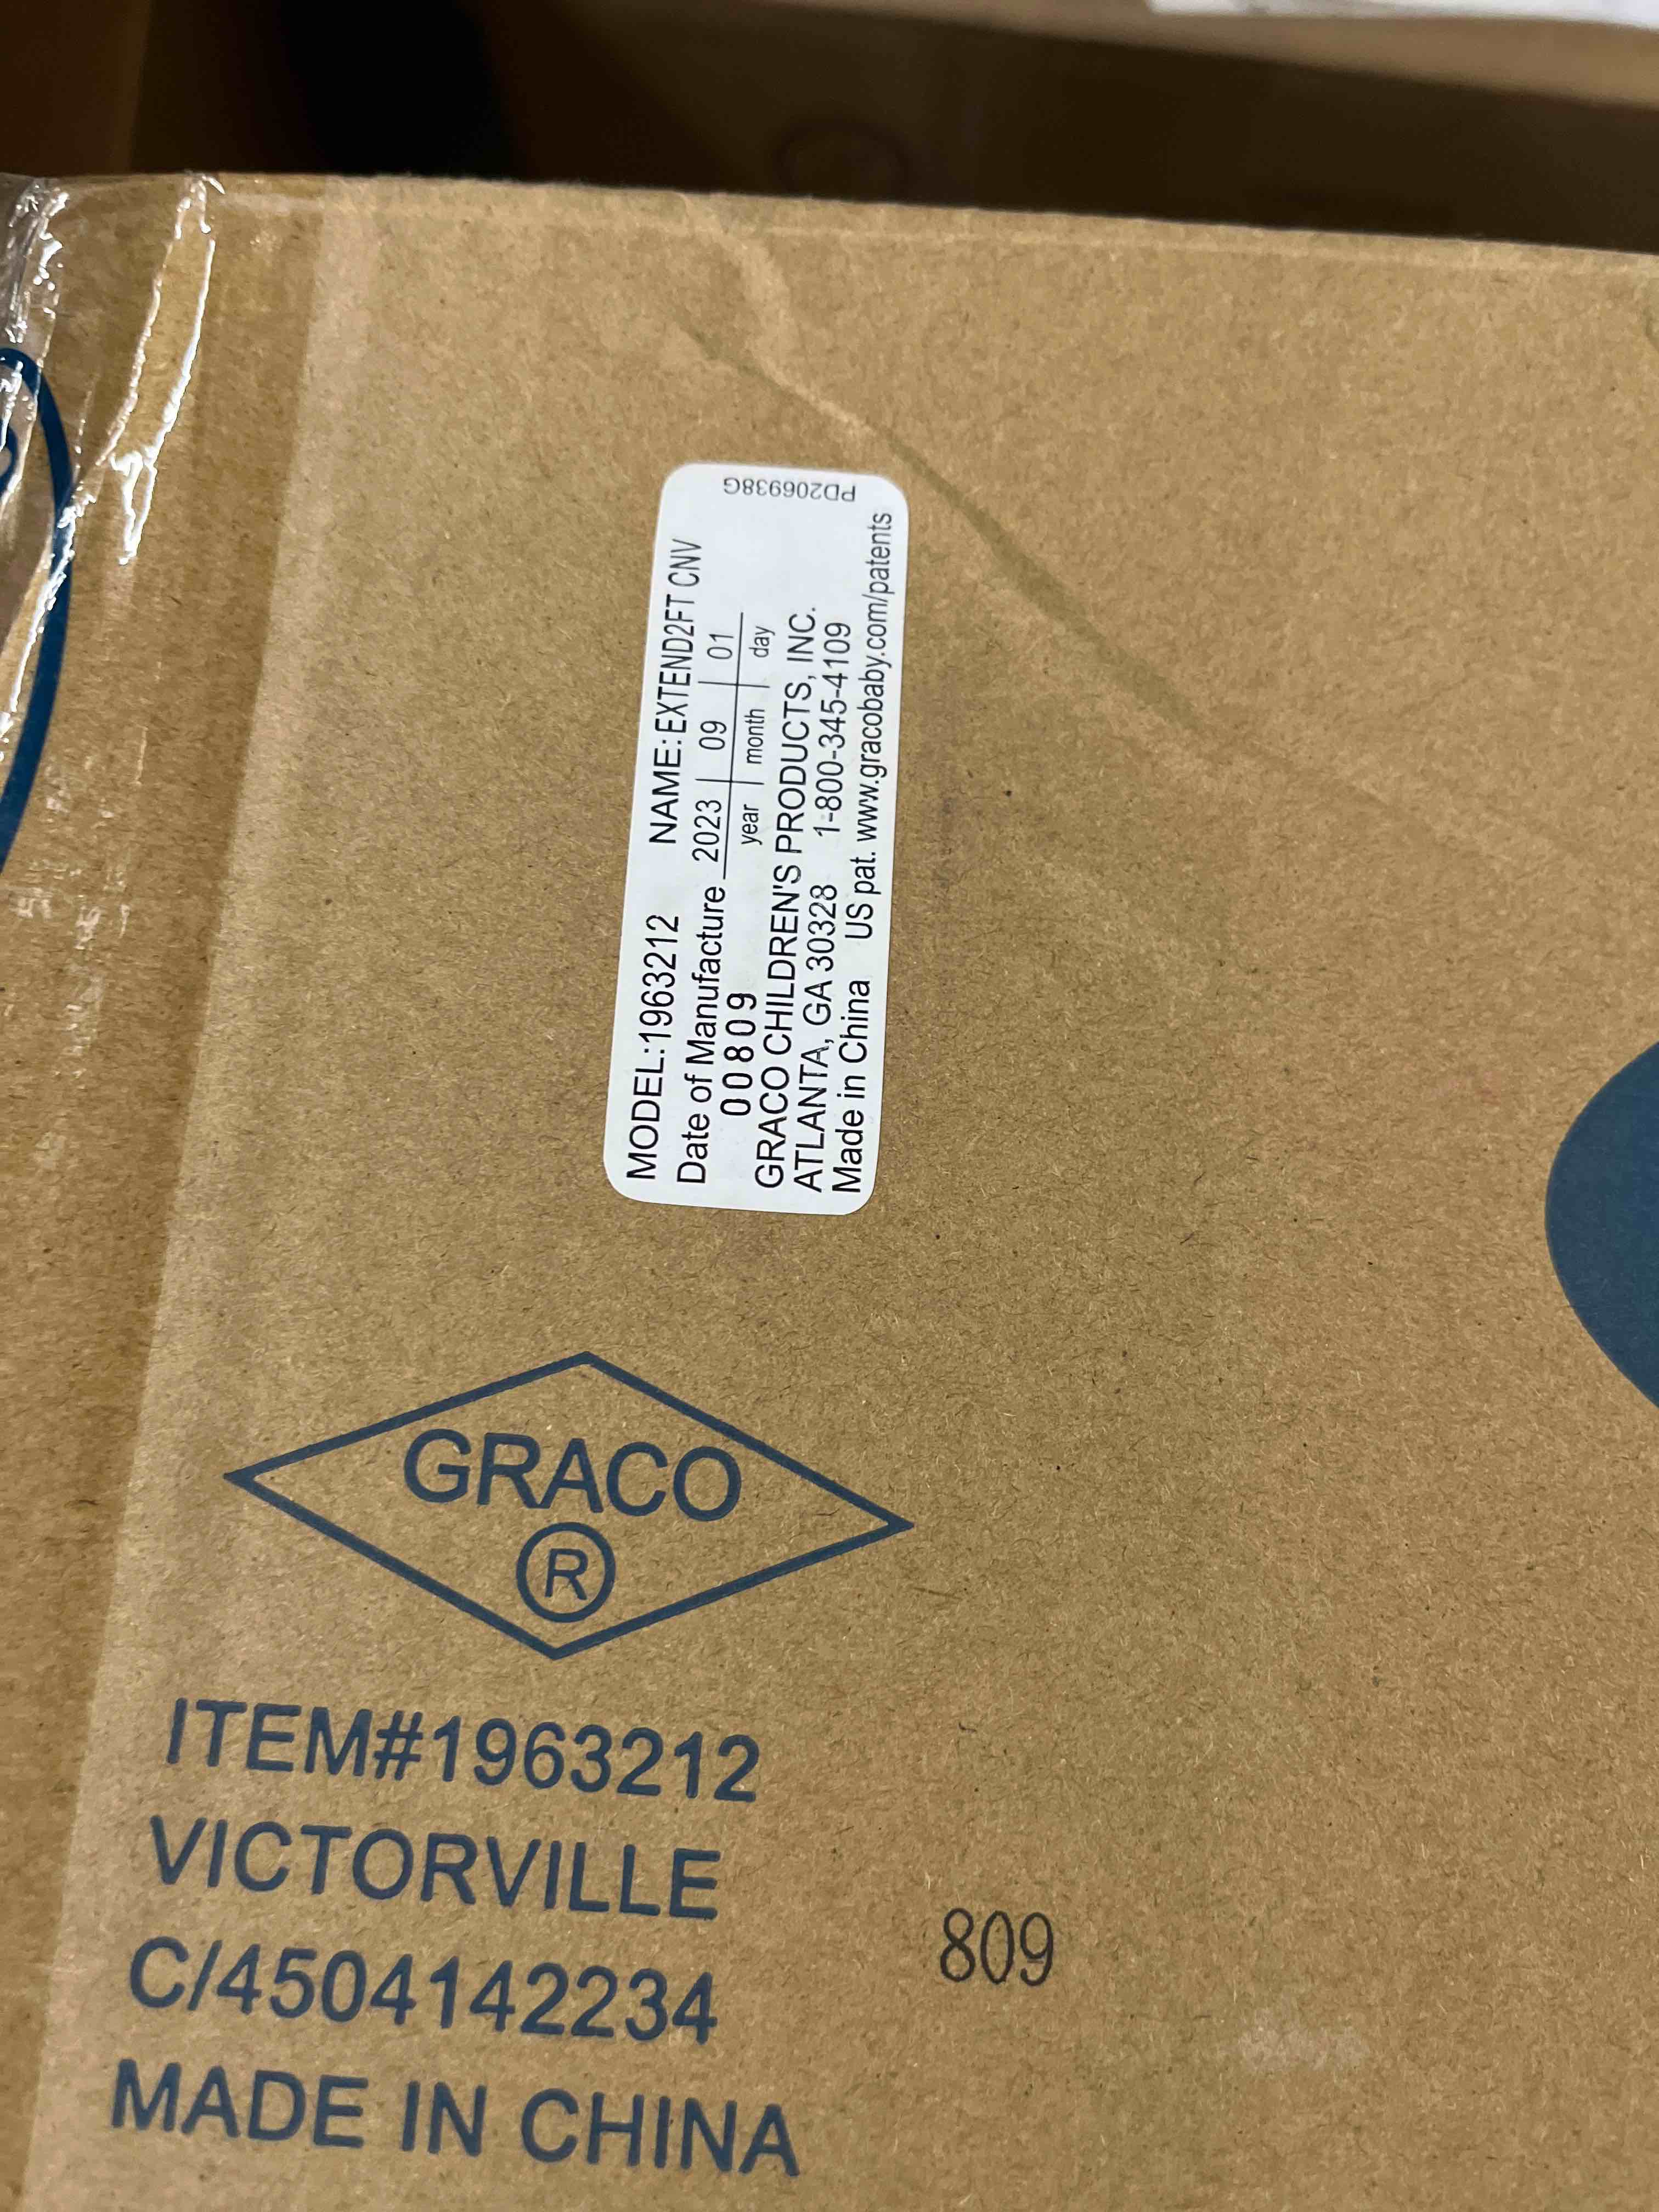 PD206938G
MODEL:1963212 NAME:EXTEND2FT CNV
Date of Manufacture 2023 | 09 | 01
00809 year | month | day
GRACO CHILDREN'S PRODUCTS, INC.
ATLANTA, GA 30328 1-800-345-4109
Made in China US pat. www.gracobaby.com/patents
GRACO
®
ITEM#1963212
VICTORVILLE
C/4504142234
809
MADE IN CHINA